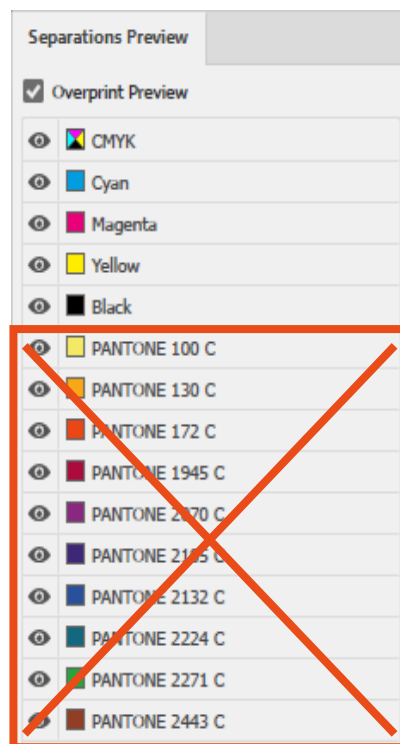 Separations Preview
Overprint Preview
CMYK
Cyan
Magenta
Yellow
Black
PANTONE 100 C
PANTONE 130 C
PANTONE 172 C
PANTONE 1945 C
PANTONE 2070 C
PANTONE C
PANTONE 2132 C
PANTONE 2224 C
PANTONE 2271 C
PANTONE 2443 C